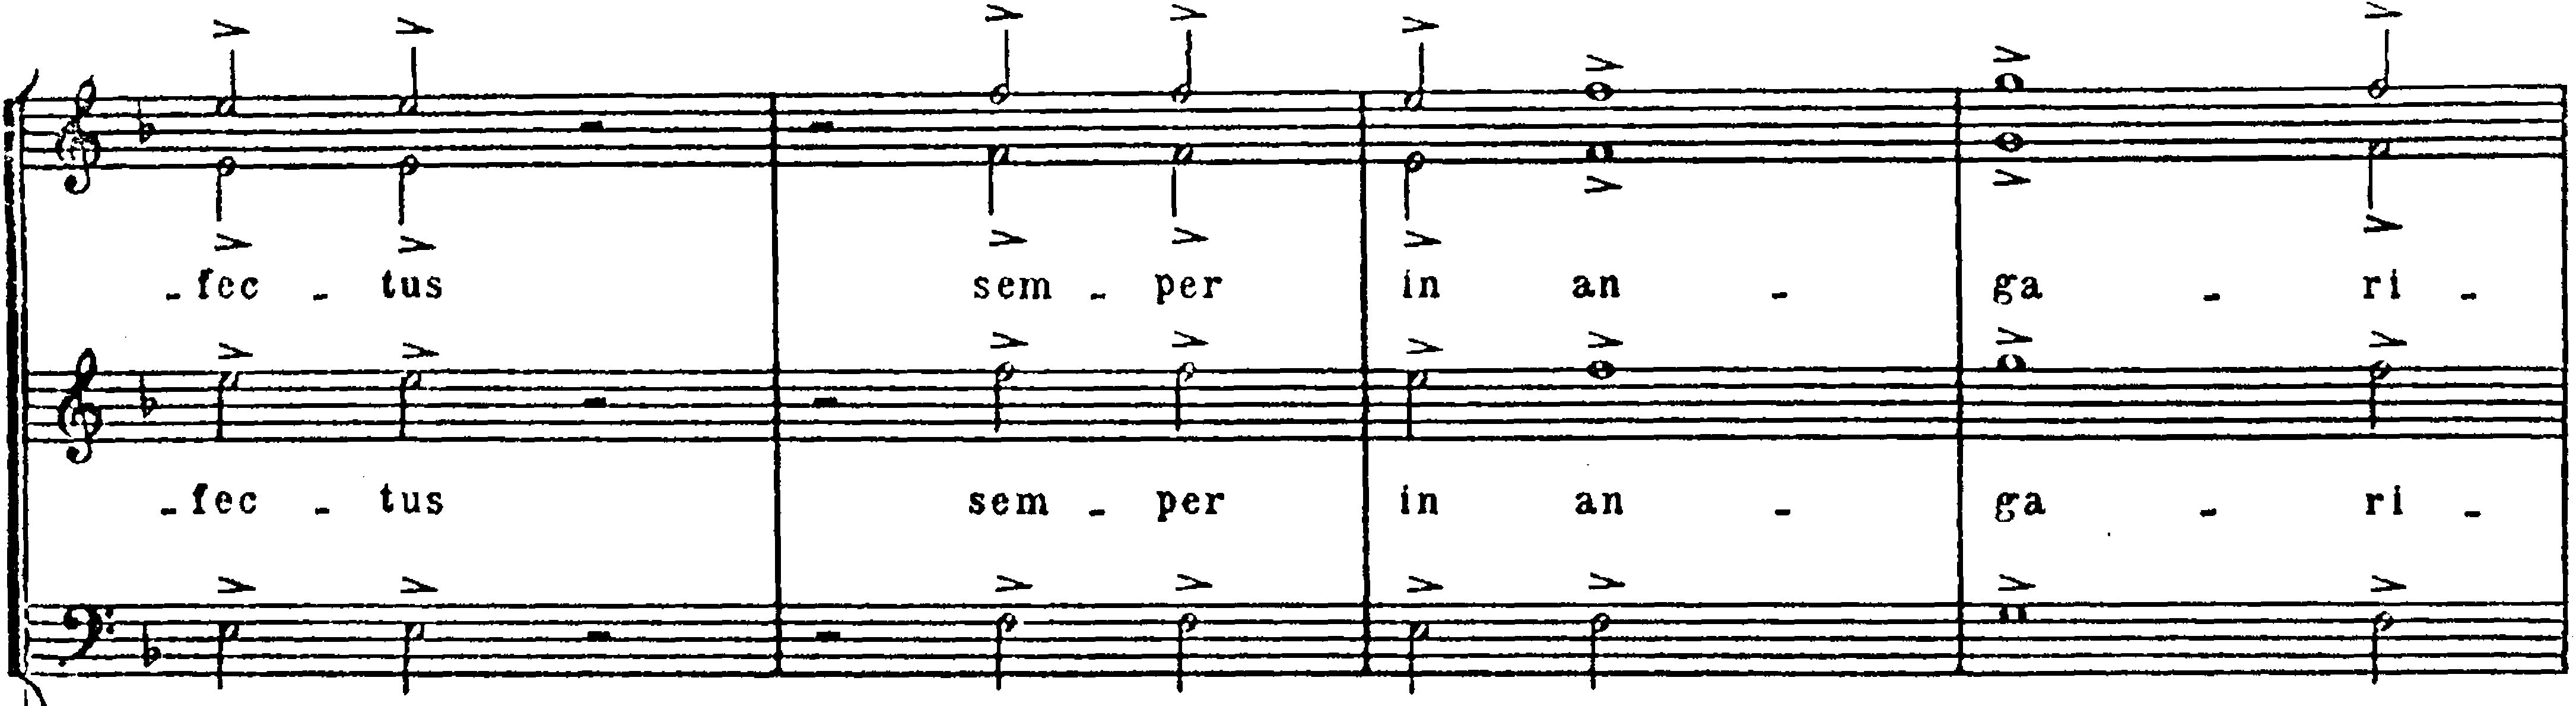 - fec - tus sem - per in an - ga - ri -
- fec - tus sem - per in an - ga - ri -